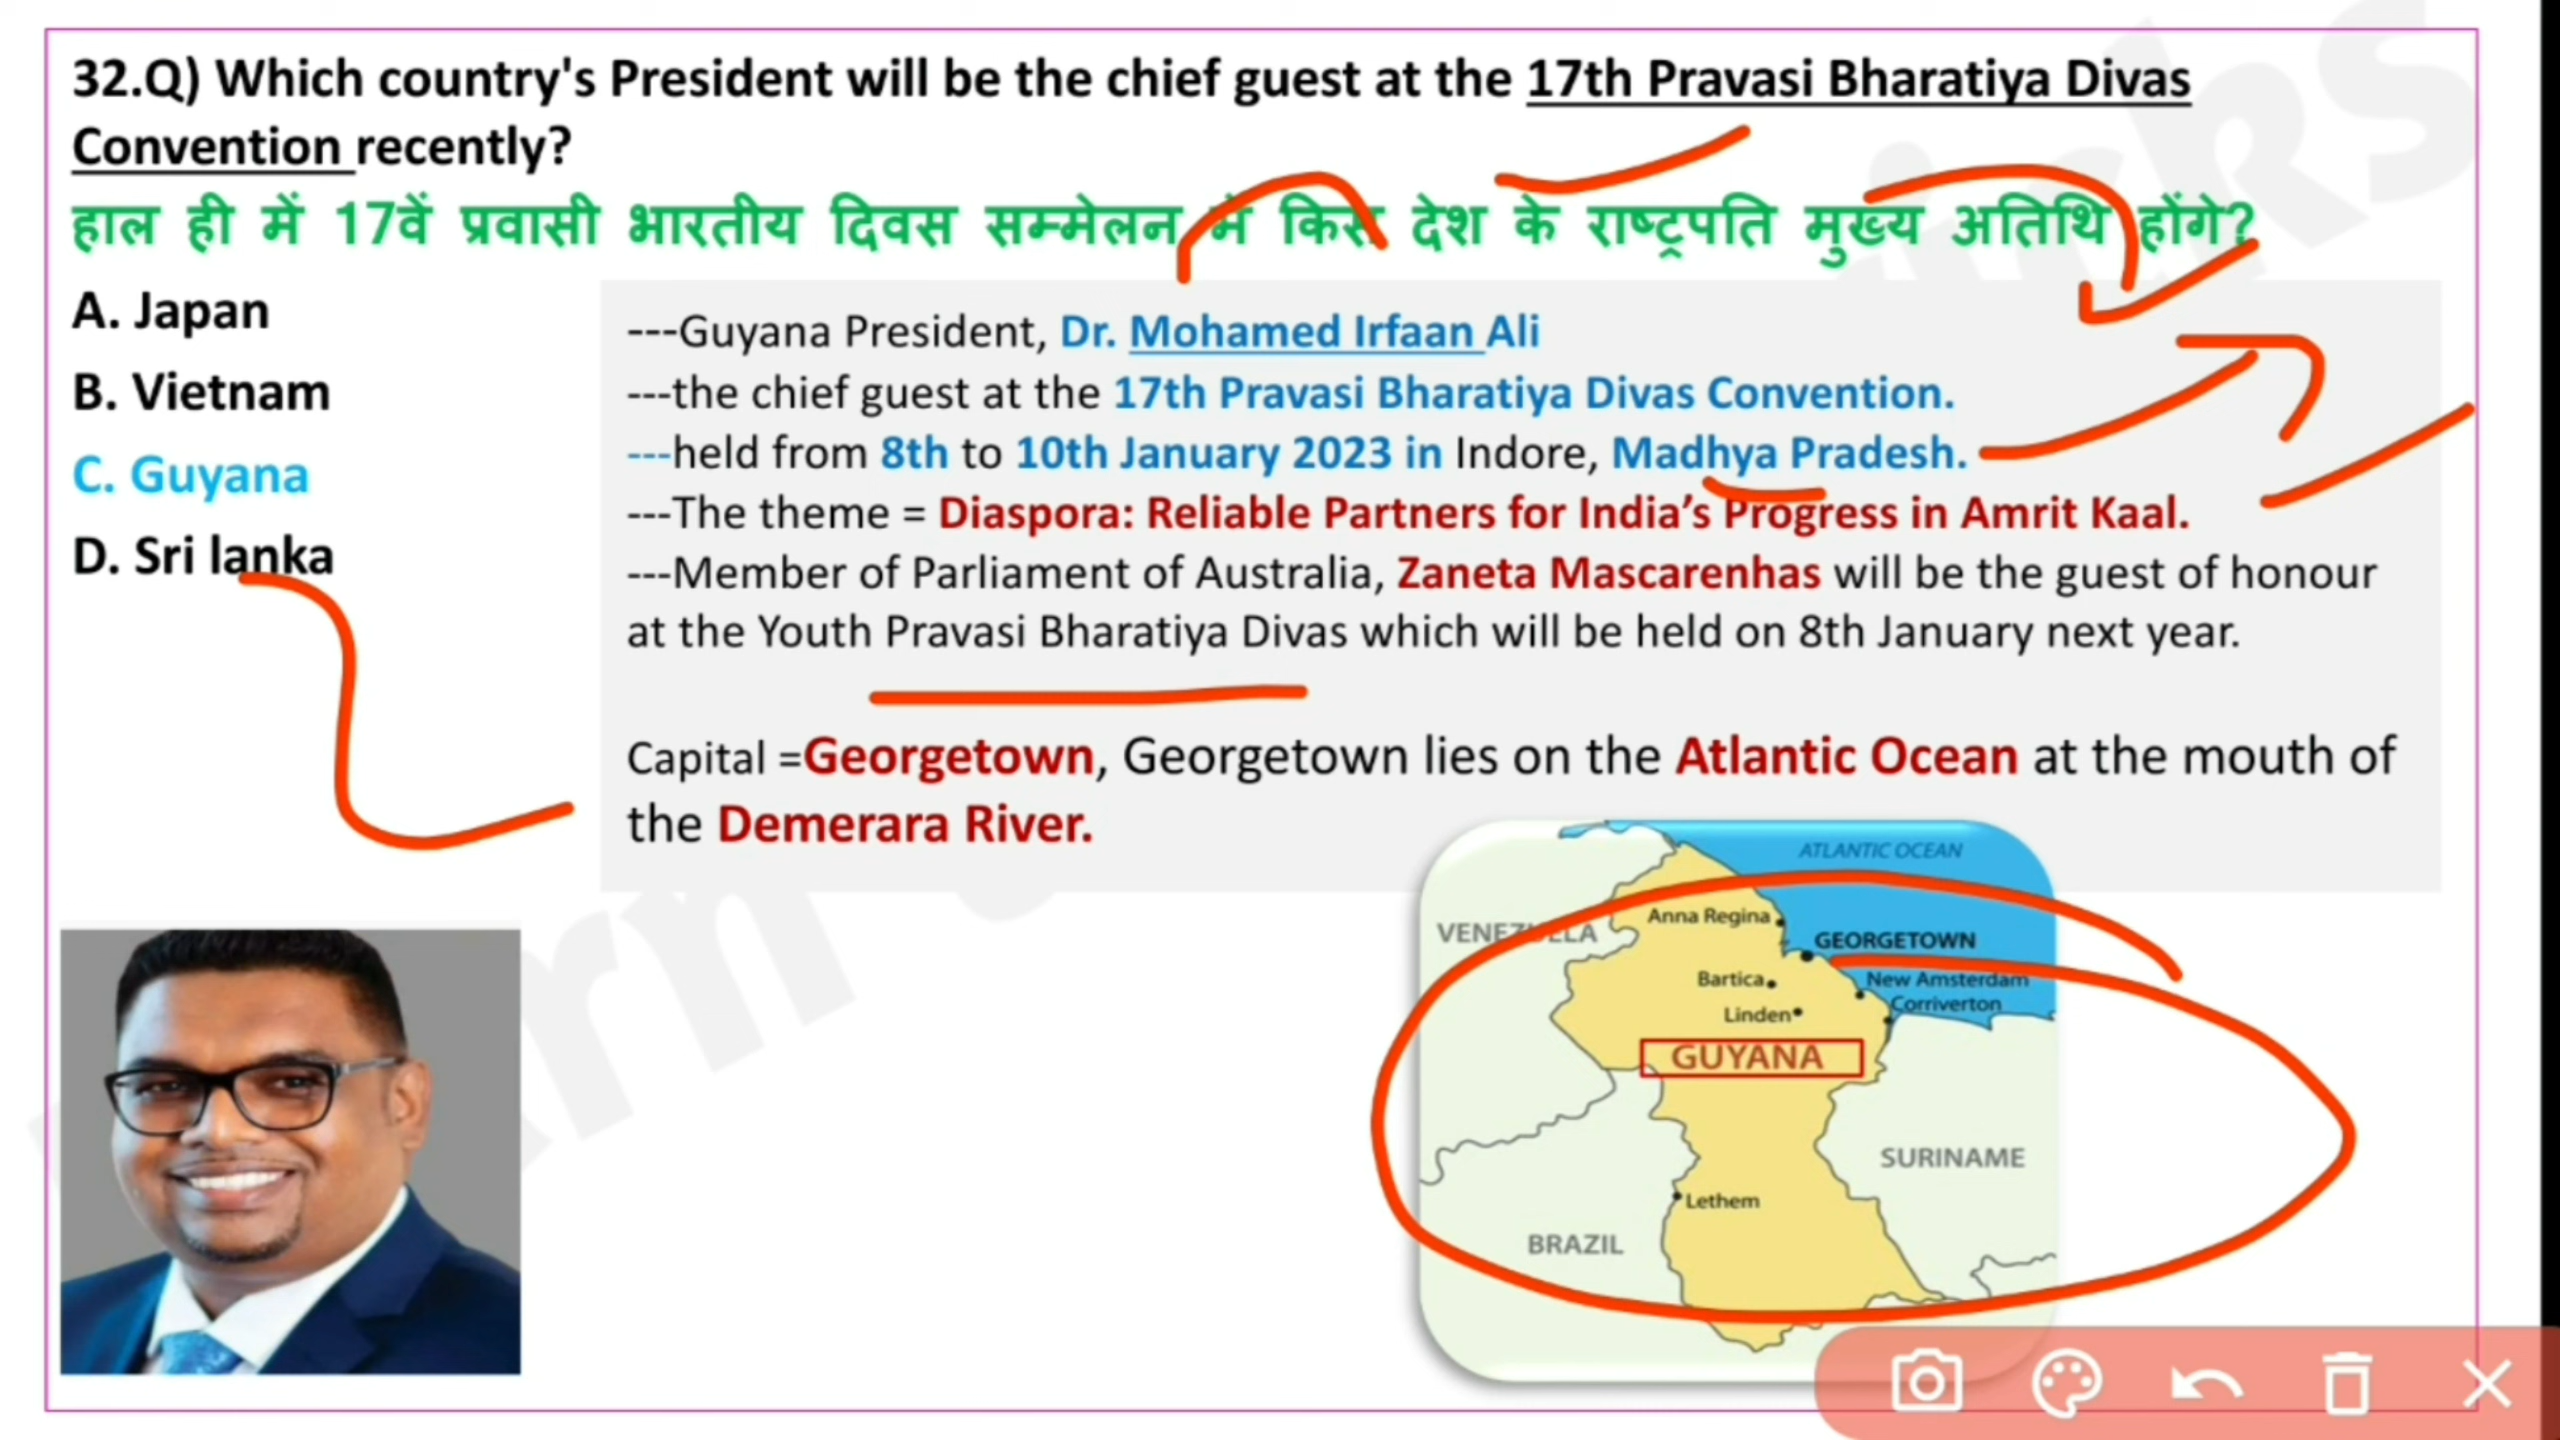 32.Q) Which country's President will be the chief guest at the 17th Pravasi Bharatiya Divas
Convention recently?
हाल ही में 17वें प्रवासी भारतीय दिवस सम्मेलन में किस देश के राष्ट्रपति मुख्य अतिथि होंगे?
A. Japan
B. Vietnam
C. Guyana
D. Sri lanka
---Guyana President, Dr. Mohamed Irfaan Ali
---the chief guest at the 17th Pravasi Bharatiya Divas Convention.
---held from 8th to 10th January 2023 in Indore, Madhya Pradesh.
---The theme = Diaspora: Reliable Partners for India’s Progress in Amrit Kaal.
---Member of Parliament of Australia, Zaneta Mascarenhas will be the guest of honour
at the Youth Pravasi Bharatiya Divas which will be held on 8th January next year.
Capital =Georgetown, Georgetown lies on the Atlantic Ocean at the mouth of
the Demerara River.
ATLANTIC OCEAN
VENEZUELA
Anna Regina
GEORGETOWN
Bartica
New Amsterdam
Corriverton
Linden
GUYANA
SURINAME
Lethem
BRAZIL